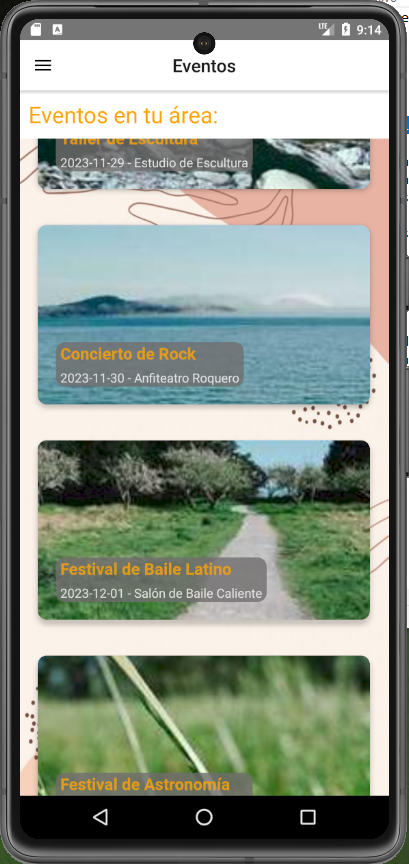 LTE 9:14
Eventos
Eventos en tu área:
Taller de Escultura
2023-11-29 - Estudio de Escultura
Concierto de Rock
2023-11-30 - Anfiteatro Roquero
Festival de Baile Latino
2023-12-01 - Salón de Baile Caliente
Festival de Astronomía